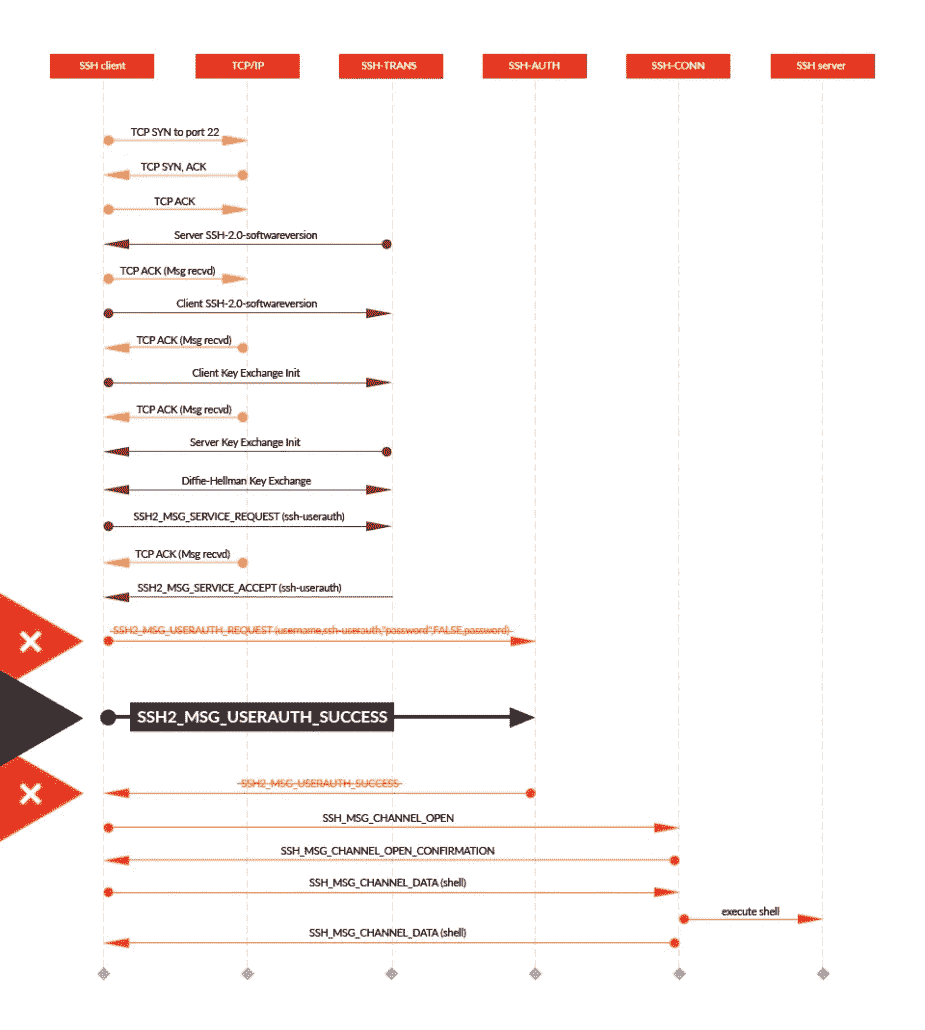 SSH client
TCP/IP
SSH-TRANS
SSH-AUTH
SSH-CONN
SSH server
TCP SYN to port 22
TCP SYN, ACK
TCP ACK
Server SSH-2.0-softwareversion
TCP ACK (Msg recvd)
Client SSH-2.0-softwareversion
TCP ACK (Msg recvd)
Client Key Exchange Init
TCP ACK (Msg recvd)
Server Key Exchange Init
Diffie-Hellman Key Exchange
SSH2_MSG_SERVICE_REQUEST (ssh-userauth)
TCP ACK (Msg recvd)
SSH2_MSG_SERVICE_ACCEPT (ssh-userauth)
SSH2_MSG_USERAUTH_REQUEST (username,ssh-userauth,"password",FALSE,password)
SSH2_MSG_USERAUTH_SUCCESS
SSH2_MSG_USERAUTH_SUCCESS
SSH_MSG_CHANNEL_OPEN
SSH_MSG_CHANNEL_OPEN_CONFIRMATION
SSH_MSG_CHANNEL_DATA (shell)
execute shell
SSH_MSG_CHANNEL_DATA (shell)